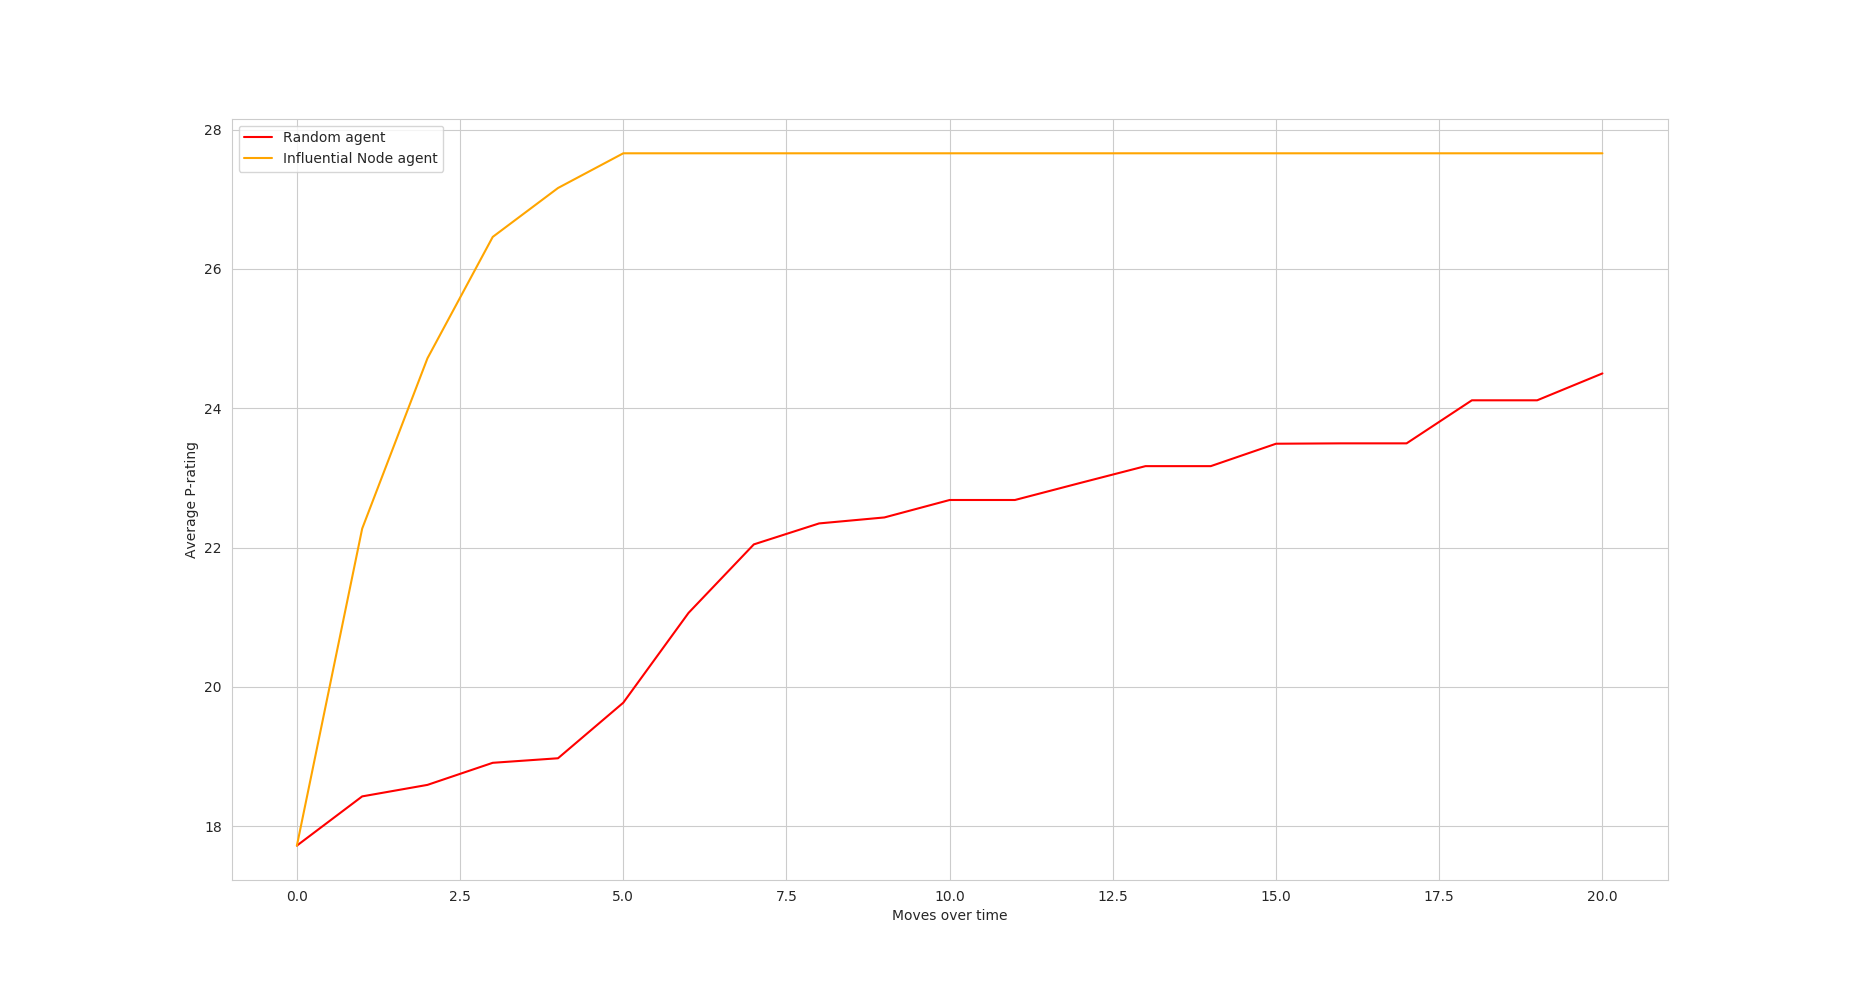 28
Random agent
Influential Node agent
26
24
22
20
18
Average P-rating
0.0 2.5 5.0 7.5 10.0 12.5 15.0 17.5 20.0
Moves over time